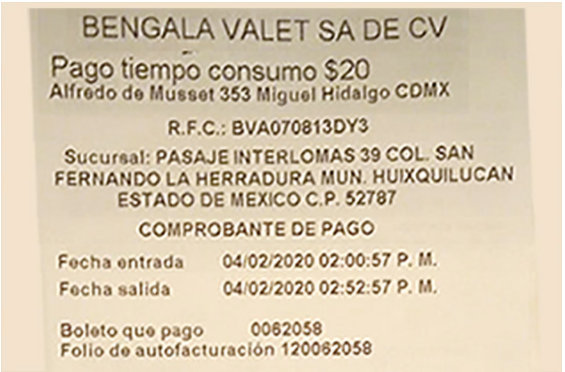 BENGALA VALET SA DE CV
Pago tiempo consumo $20
Alfredo de Musset 353 Miguel Hidalgo CDMX
R.F.C.: BVA070813DY3
Sucursal: PASAJE INTERLOMAS 39 COL. SAN
FERNANDO LA HERRADURA MUN. HUIXQUILUCAN
ESTADO DE MEXICO C.P. 52787
COMPROBANTE DE PAGO
Fecha entrada 04/02/2020 02:00:57 P. M.
Fecha salida 04/02/2020 02:52:57 P. M.
Boleto que pago 0062058
Folio de autofacturación 120062058